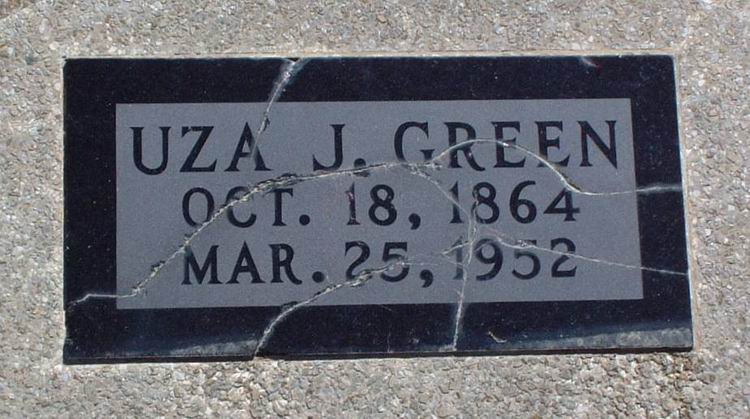 UZA J. GREEN
OCT. 18, 1864
MAR. 25, 1952